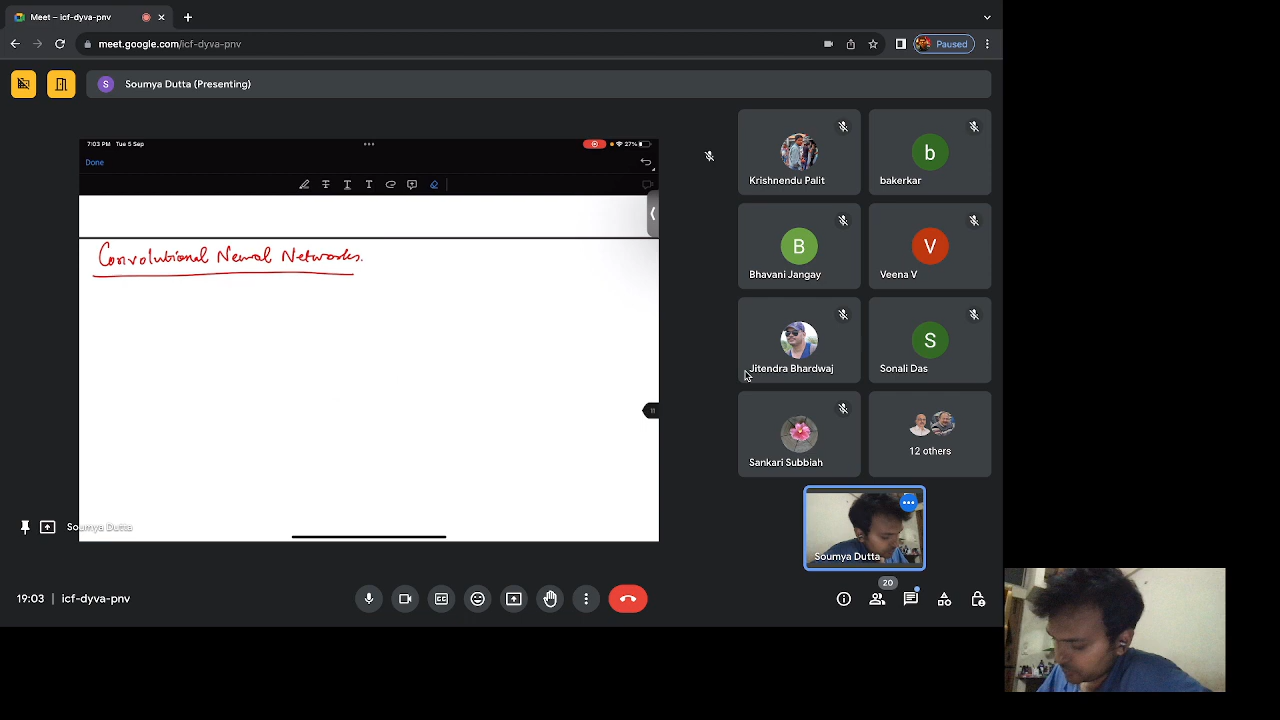 Meet – icf-dyva-pnv
meet.google.com/icf-dyva-pnv
Paused
S
Soumya Dutta (Presenting)
7:03 PM Tue 5 Sep
27%
Done
T
T
T
Convolutional Neural Networks.
11
Soumya Dutta
Krishnendu Palit
b
bakerkar
B
Bhavani Jangay
V
Veena V
Jitendra Bhardwaj
S
Sonali Das
Sankari Subbiah
12 others
Soumya Dutta
19:03 | icf-dyva-pnv
CC
20